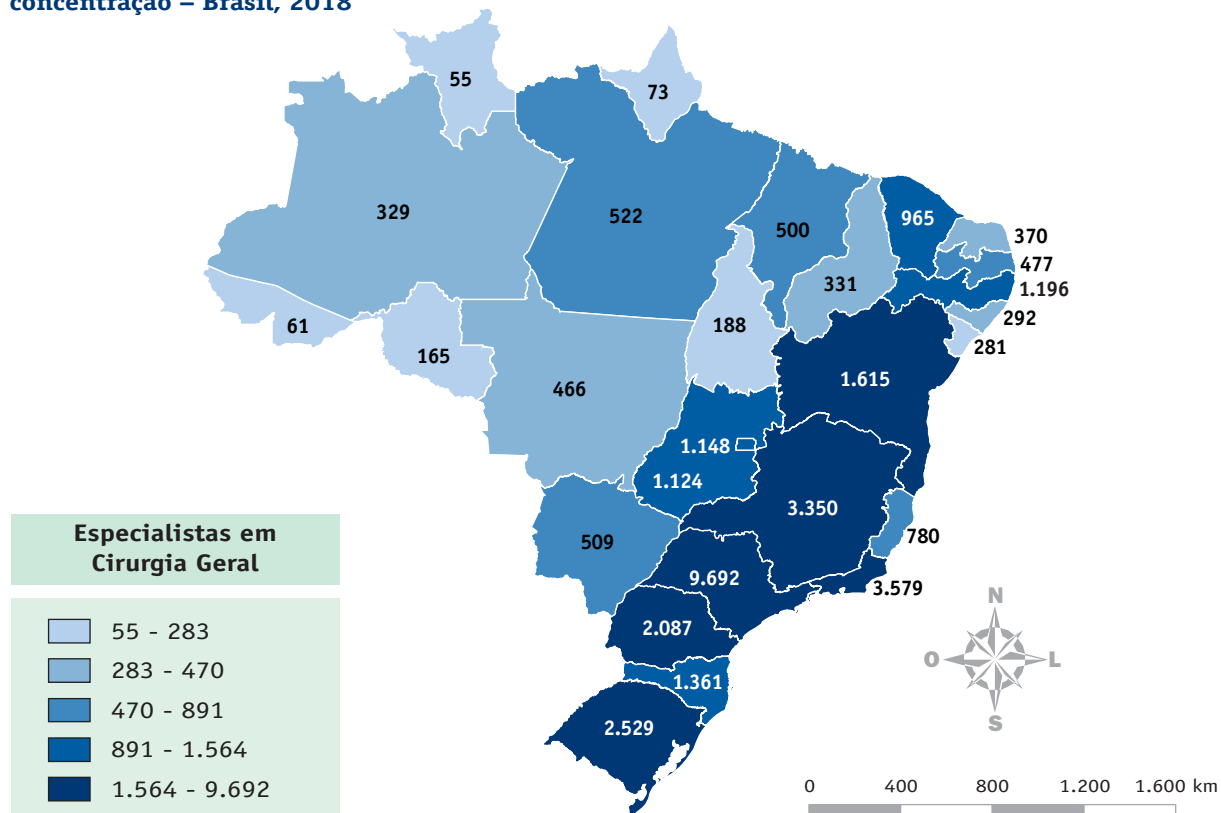 concentração – Brasil, 2018
55
73
329
522
500
965
370
477
1.196
331
292
281
61
165
188
466
1.615
1.148
1.124
3.350
509
780
9.692
3.579
2.087
1.361
2.529
Especialistas em
Cirurgia Geral
55 - 283
283 - 470
470 - 891
891 - 1.564
1.564 - 9.692
N
O
L
S
0 400 800 1.200 1.600 km